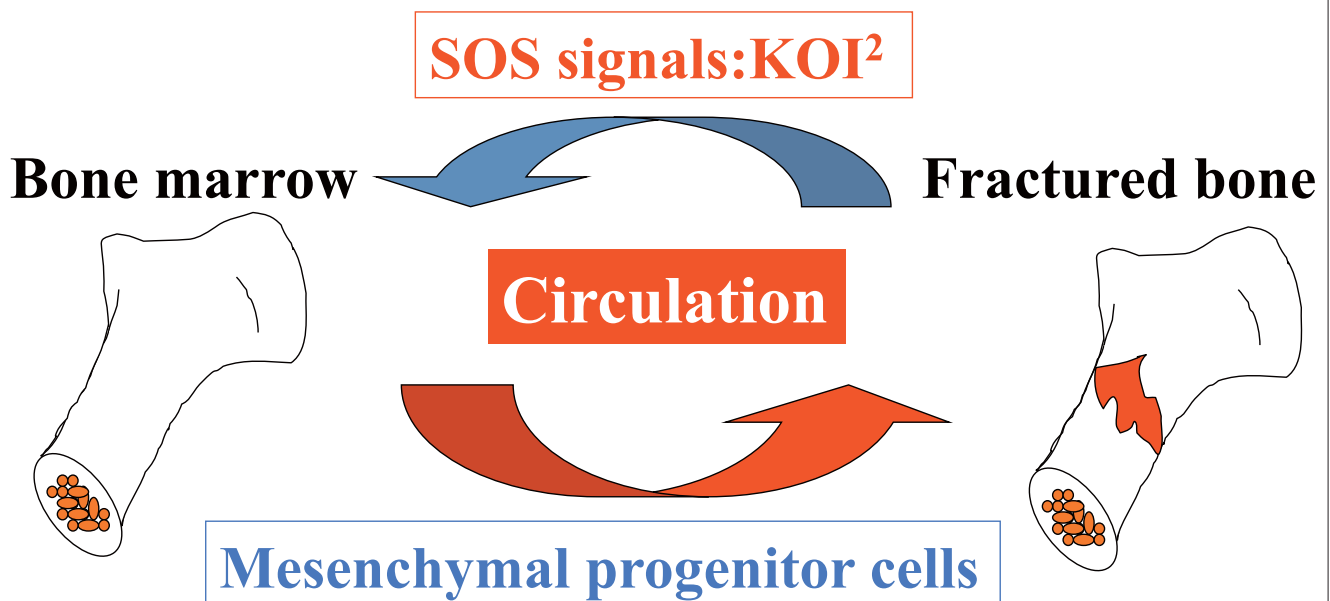 SOS signals:KOI²
Bone marrow
Fractured bone
Circulation
Mesenchymal progenitor cells